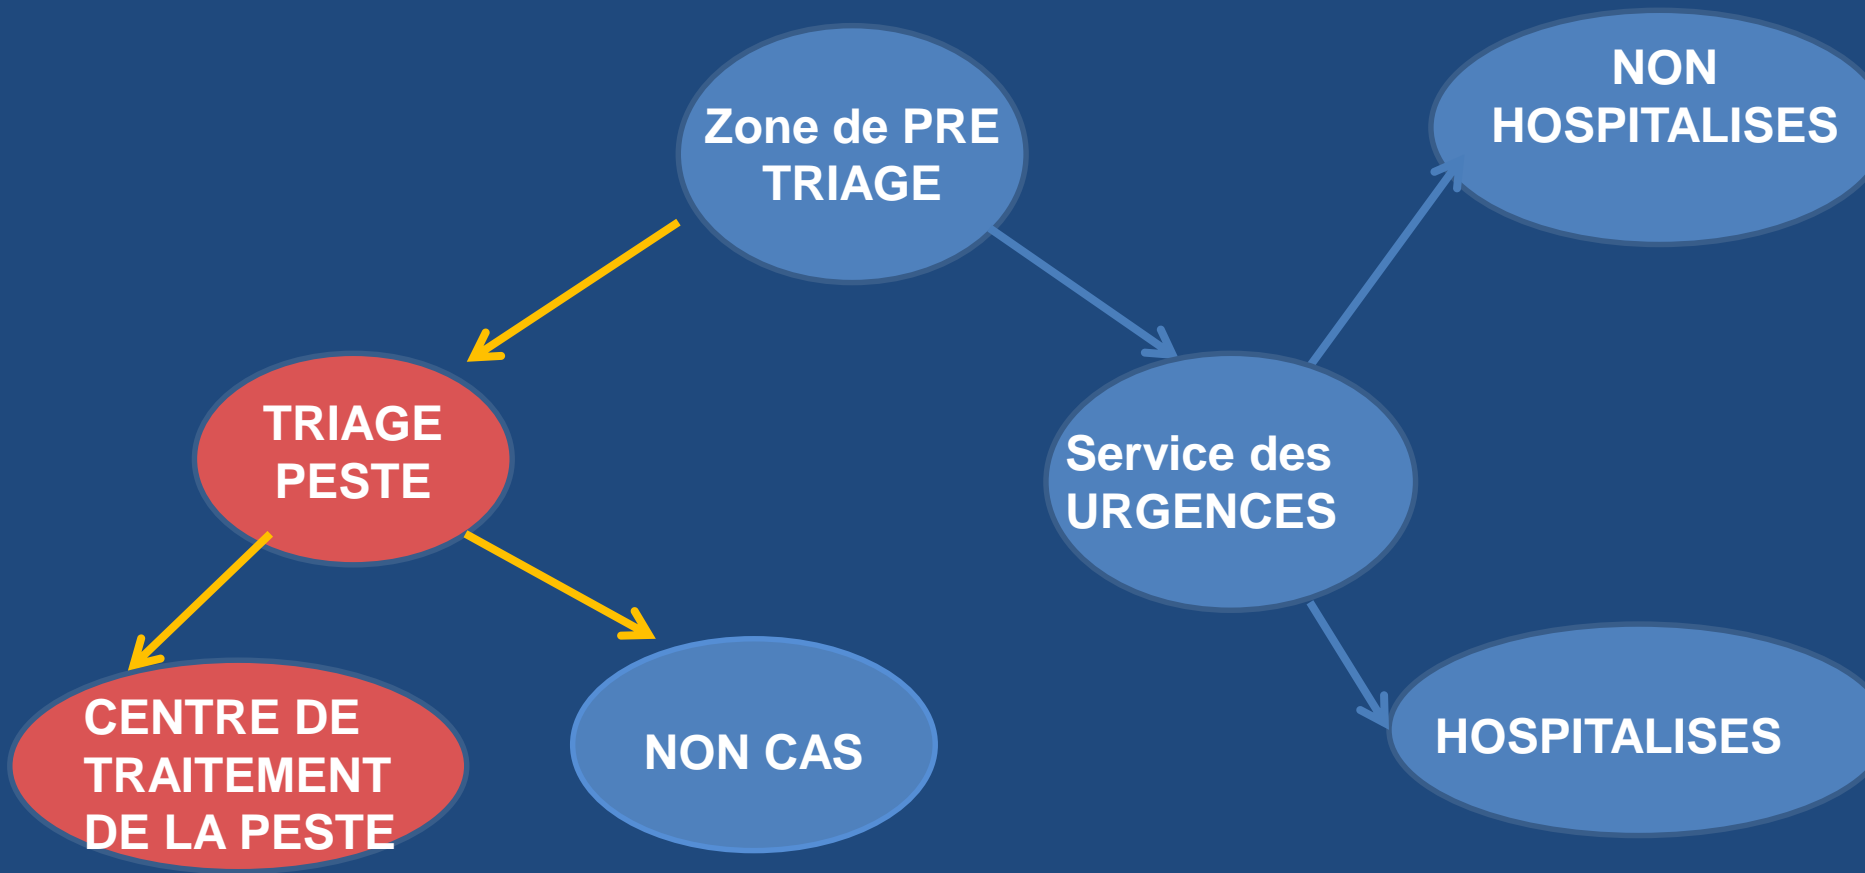 Zone de PRE
TRIAGE
NON
HOSPITALISES
TRIAGE
PESTE
Service des
URGENCES
CENTRE DE
TRAITEMENT
DE LA PESTE
NON CAS
HOSPITALISES